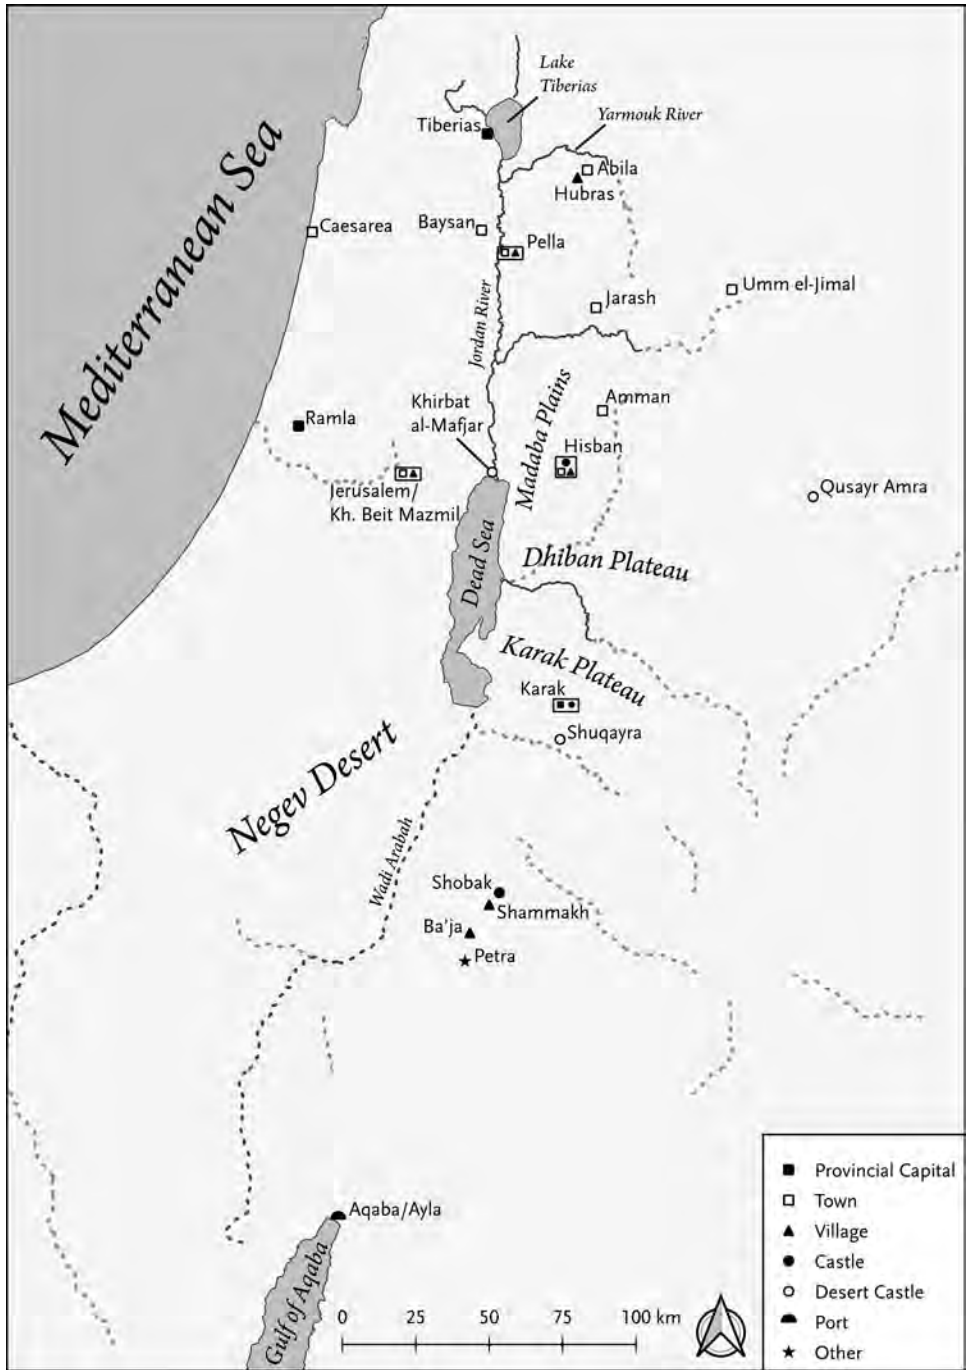 Lake
Tiberias
Tiberias
Yarmouk River
Abila
Hubras
Mediterranean Sea
Caesarea
Baysan
Pella
Jordan River
Jarash
Umm el-Jimal
Ramla
Khirbat
al-Mafjar
Madaba Plains
Amman
Hisban
Jerusalem/
Kh. Beit Mazmil
Qusayr Amra
Dead Sea
Dhiban Plateau
Karak Plateau
Karak
Shuqayra
Negev Desert
Wadi Arabah
Shobak
Shammakh
Ba'ja
Petra
Aqaba/Ayla
Gulf of Aqaba
0 25 50 75 100 km
Provincial Capital
Town
Village
Castle
Desert Castle
Port
Other